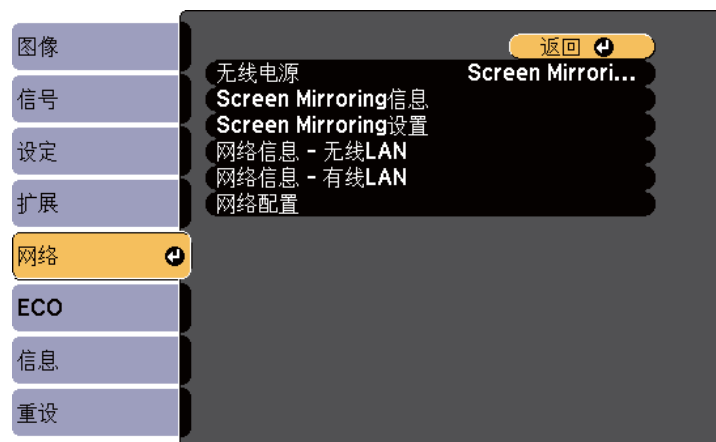 图像
信号
设定
扩展
网络
ECO
信息
重设
返回
无线电源 Screen Mirrori...
Screen Mirroring信息
Screen Mirroring设置
网络信息 - 无线LAN
网络信息 - 有线LAN
网络配置